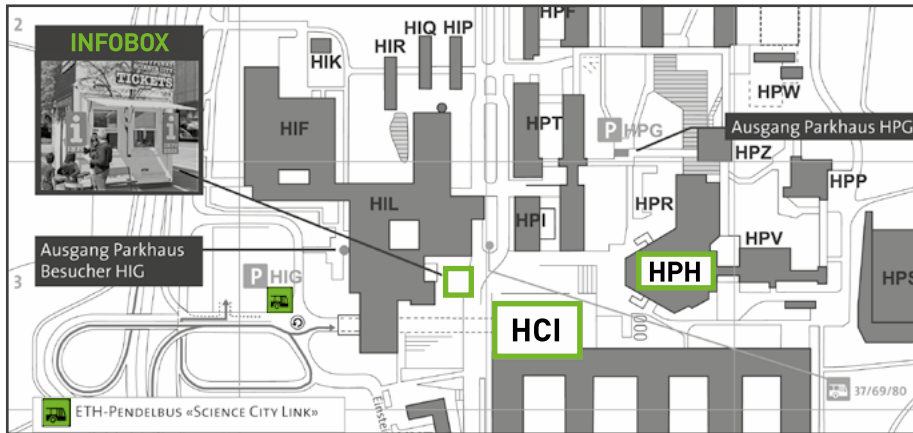 2
INFOBOX
TICKETS
HIK
HIR
HIQ
HIP
HPF
HPW
HIF
HPT
P HPG
Ausgang Parkhaus HPG
HPZ
HPP
HIL
HPI
HPR
HPV
Ausgang Parkhaus
Besucher HIG
3
P HIG
HPH
HPS
HCI
37/69/80
ETH-Pendelbus «Science City Link»
Einstei